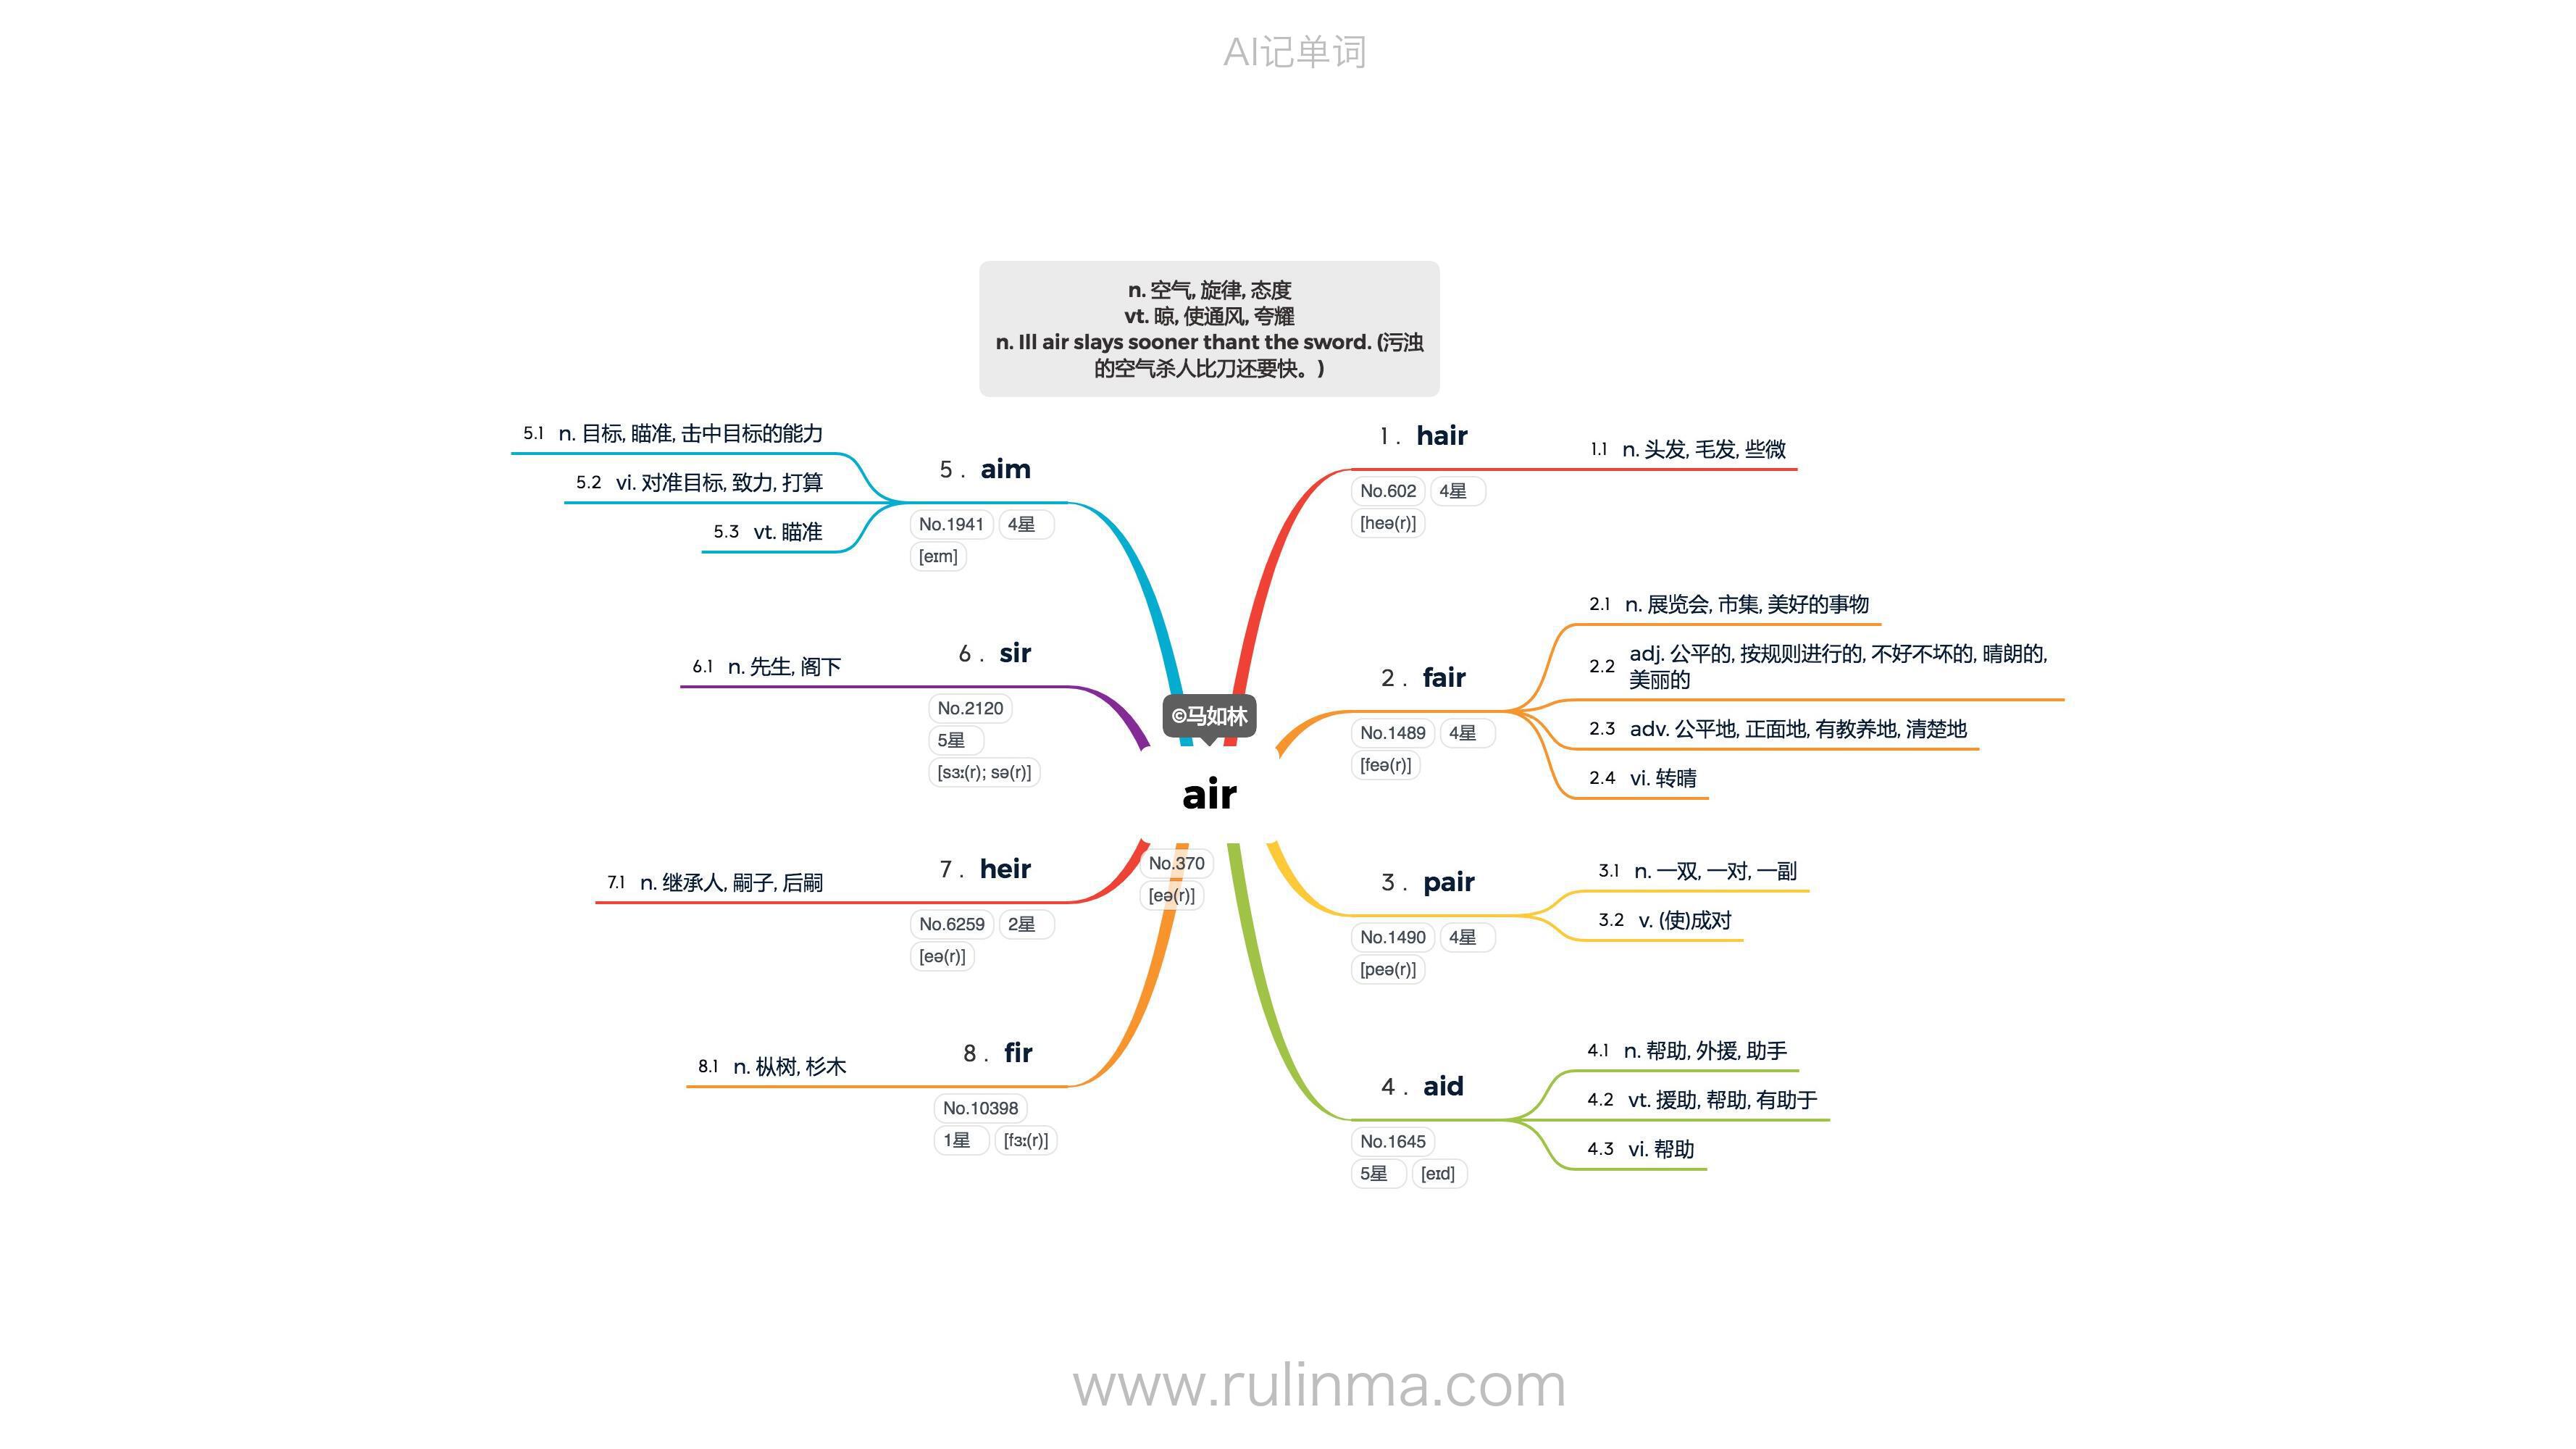 AI记单词
n. 空气, 旋律, 态度
vt. 晾, 使通风, 夸耀
n. Ill air slays sooner thant the sword. (污浊
的空气杀人比刀还要快。)
©马如林
air
No.370
[eə(r)]
1. hair
No.602 4星
[heə(r)]
1.1 n. 头发, 毛发, 些微
2. fair
No.1489 4星
[feə(r)]
2.1 n. 展览会, 市集, 美好的事物
2.2 adj. 公平的, 按规则进行的, 不好不坏的, 晴朗的,
美丽的
2.3 adv. 公平地, 正面地, 有教养地, 清楚地
2.4 vi. 转晴
3. pair
No.1490 4星
[peə(r)]
3.1 n. 一双, 一对, 一副
3.2 v. (使)成对
4. aid
No.1645
5星 [eɪd]
4.1 n. 帮助, 外援, 助手
4.2 vt. 援助, 帮助, 有助于
4.3 vi. 帮助
5. aim
No.1941 4星
[eɪm]
5.1 n. 目标, 瞄准, 击中目标的能力
5.2 vi. 对准目标, 致力, 打算
5.3 vt. 瞄准
6. sir
No.2120
5星
[sɜː(r); sə(r)]
6.1 n. 先生, 阁下
7. heir
No.6259 2星
[eə(r)]
7.1 n. 继承人, 嗣子, 后嗣
8. fir
No.10398
1星 [fɜː(r)]
8.1 n. 枞树, 杉木
www.rulinma.com